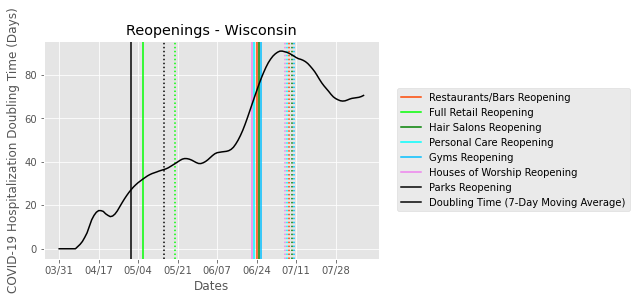 Reopenings - Wisconsin
COVID-19 Hospitalization Doubling Time (Days)
80
60
40
20
0
03/31 04/17 05/04 05/21 06/07 06/24 07/11 07/28
Dates
Restaurants/Bars Reopening
Full Retail Reopening
Hair Salons Reopening
Personal Care Reopening
Gyms Reopening
Houses of Worship Reopening
Parks Reopening
Doubling Time (7-Day Moving Average)